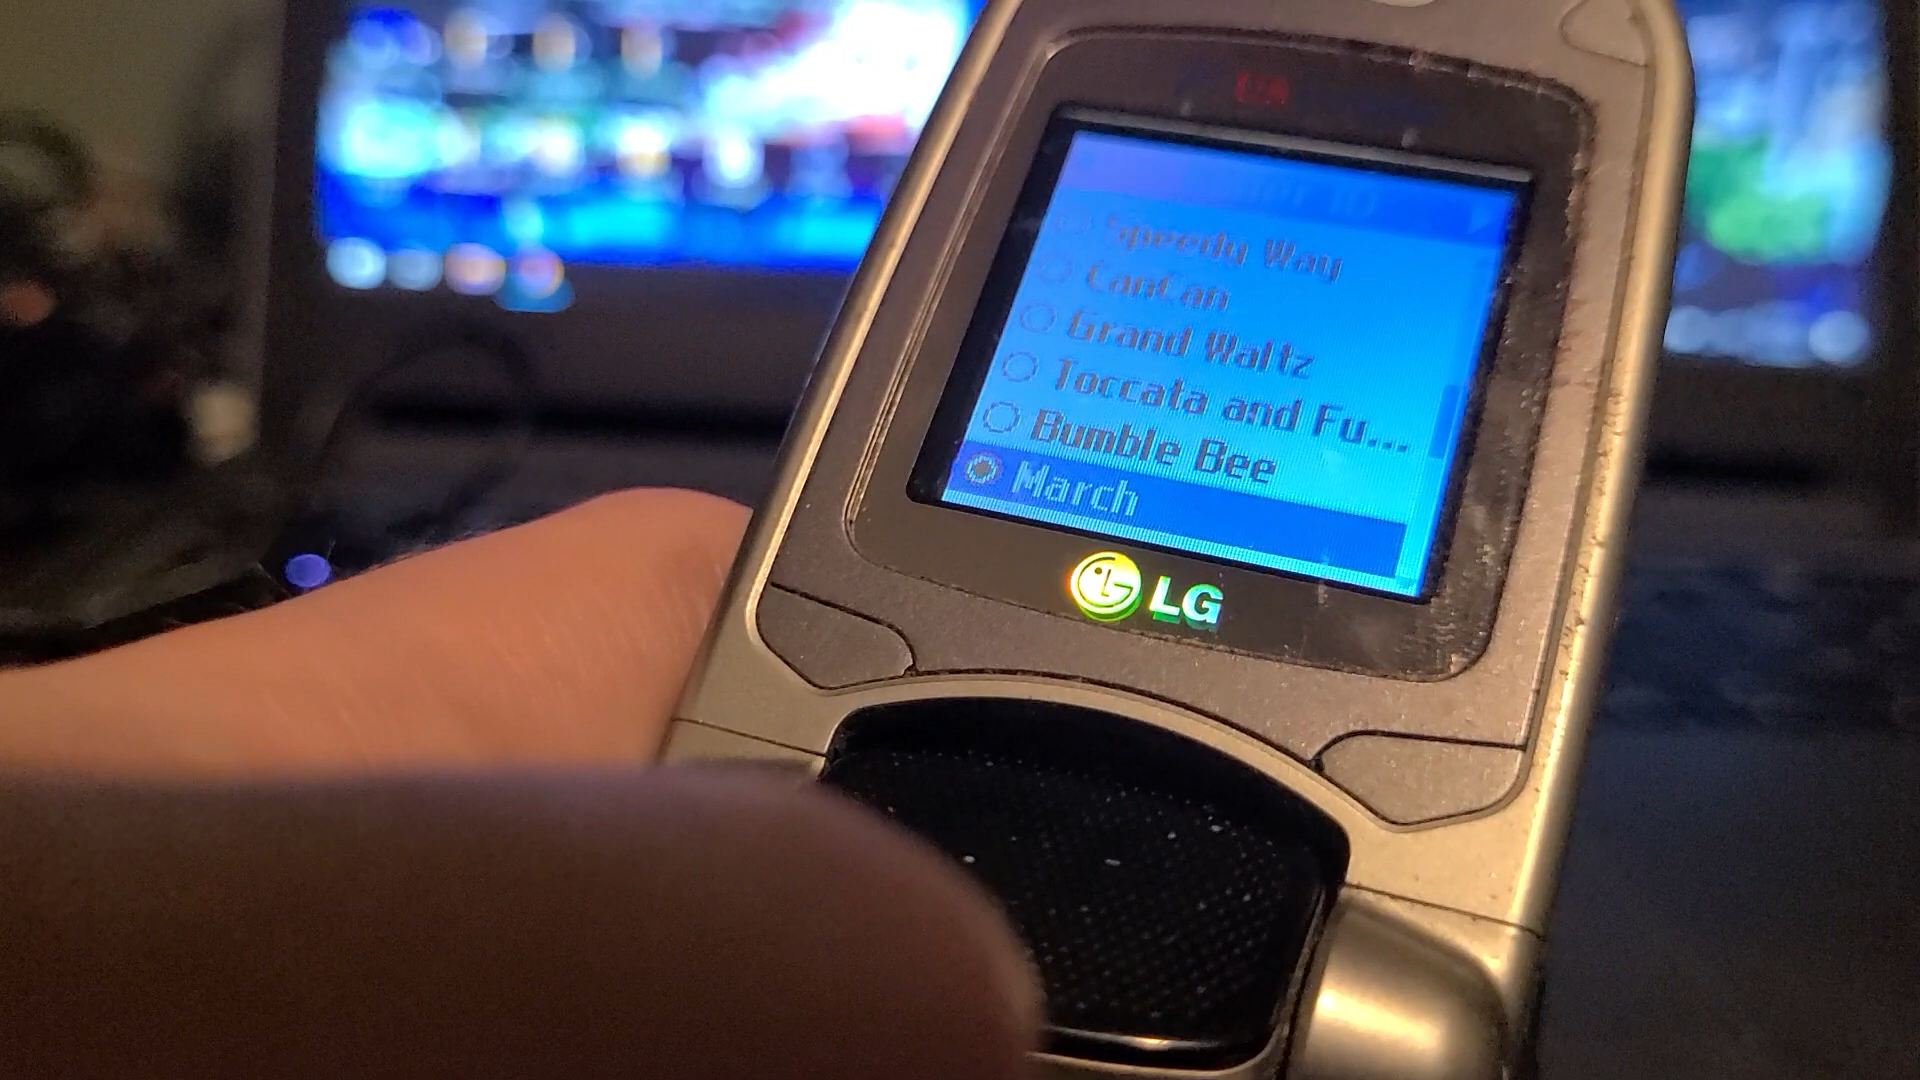 Speedy Way
CanCan
Grand Waltz
Toccata and Fu...
Bumble Bee
March
LG